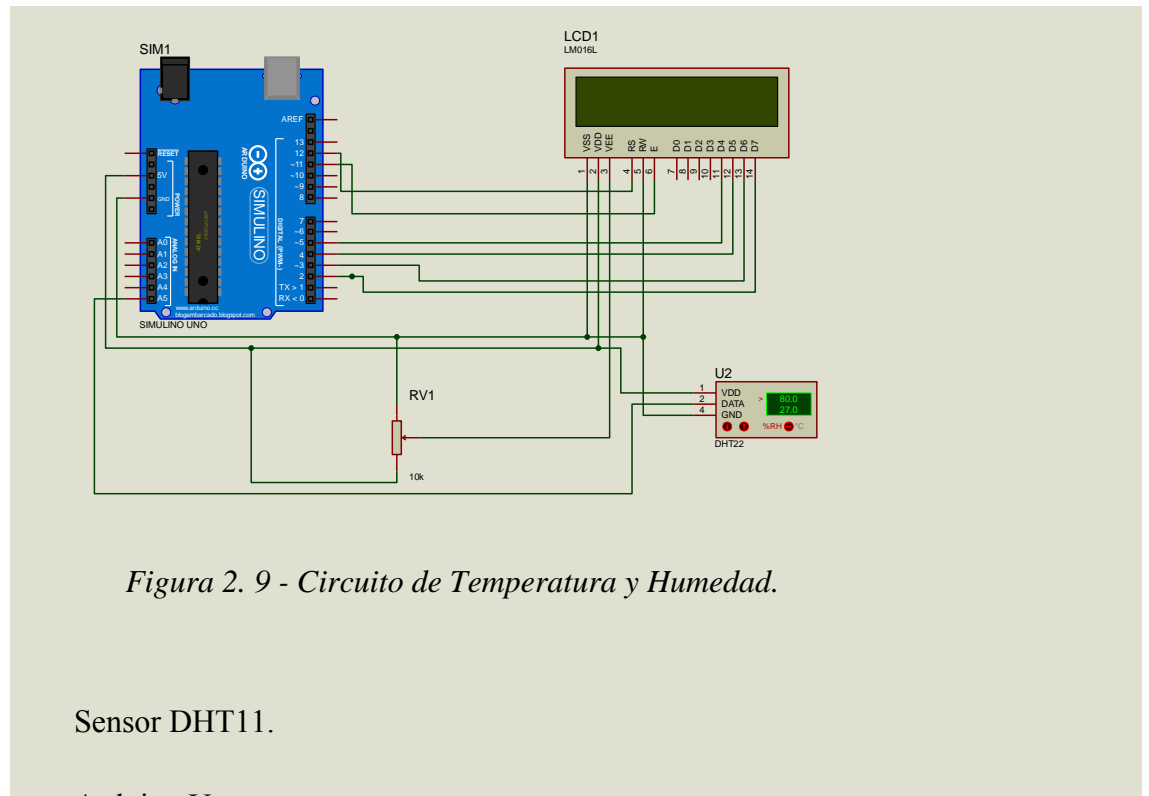 SIM1
LCD1
LM016L
AREF
13
12
~11
~10
~9
8
7
~6
~5
4
~3
2
TX > 1
RX < 0
RESET
5V
GND
POWER
A0
A1
A2
A3
A4
A5
ANALOG IN
ARDUINO
SIMULINO
DIGITAL (PWM~)
www.arduino.cc
blogembarcado.blogspot.com
SIMULINO UNO
VSS
VDD
VEE
RS
RW
E
D0
D1
D2
D3
D4
D5
D6
D7
1
2
3
4
5
6
7
8
9
10
11
12
13
14
RV1
10k
U2
1
2
4
VDD
DATA
GND
>
80.0
27.0
%RH
°C
DHT22
Figura 2. 9 - Circuito de Temperatura y Humedad.
Sensor DHT11.